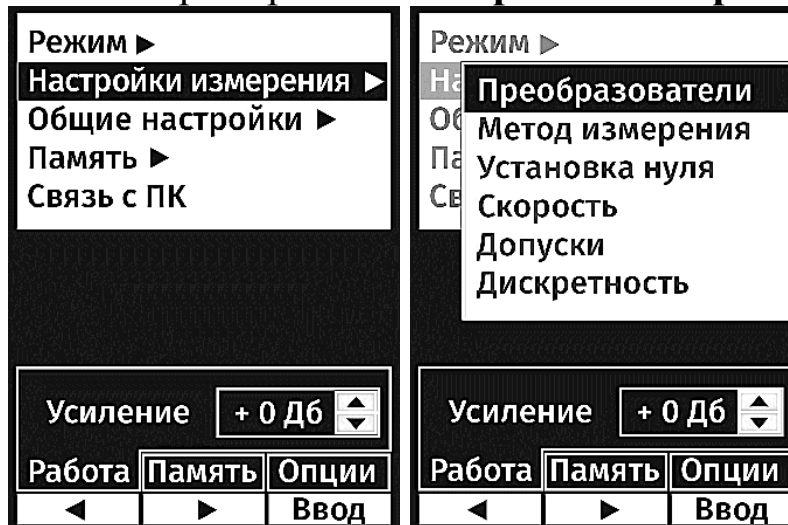 Режим ▶
Настройки измерения ▶
Общие настройки ▶
Память ▶
Связь с ПК
Усиление + 0 Дб
Работа Память Опции
◀ ▶ Ввод
Режим ▶
Преобразователи
Метод измерения
Установка нуля
Скорость
Допуски
Дискретность
Усиление + 0 Дб
Работа Память Опции
◀ ▶ Ввод